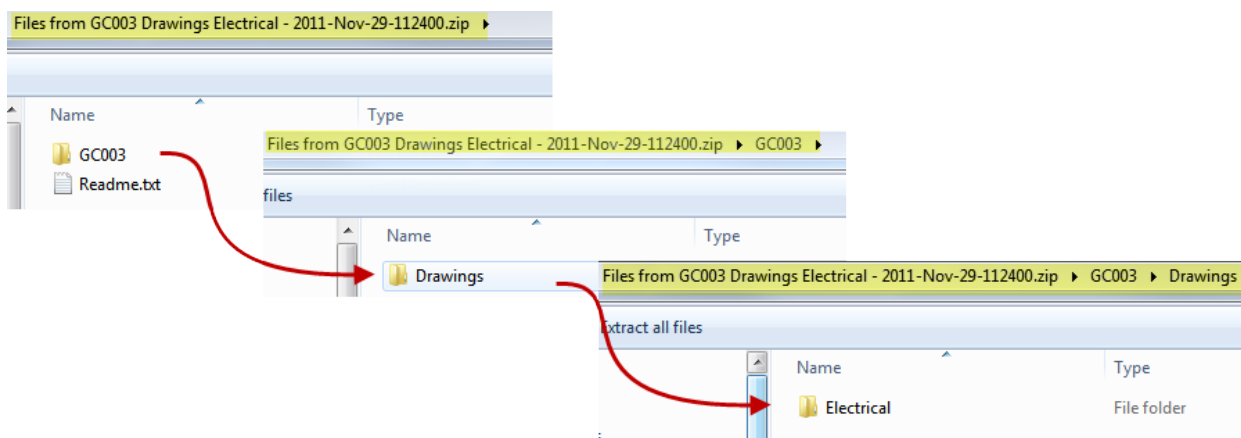 Files from GC003 Drawings Electrical - 2011-Nov-29-112400.zip
Name Type
GC003
Readme.txt
Files from GC003 Drawings Electrical - 2011-Nov-29-112400.zip GC003
files
Name Type
Drawings
Files from GC003 Drawings Electrical - 2011-Nov-29-112400.zip GC003 Drawings
Extract all files
Name Type
Electrical File folder